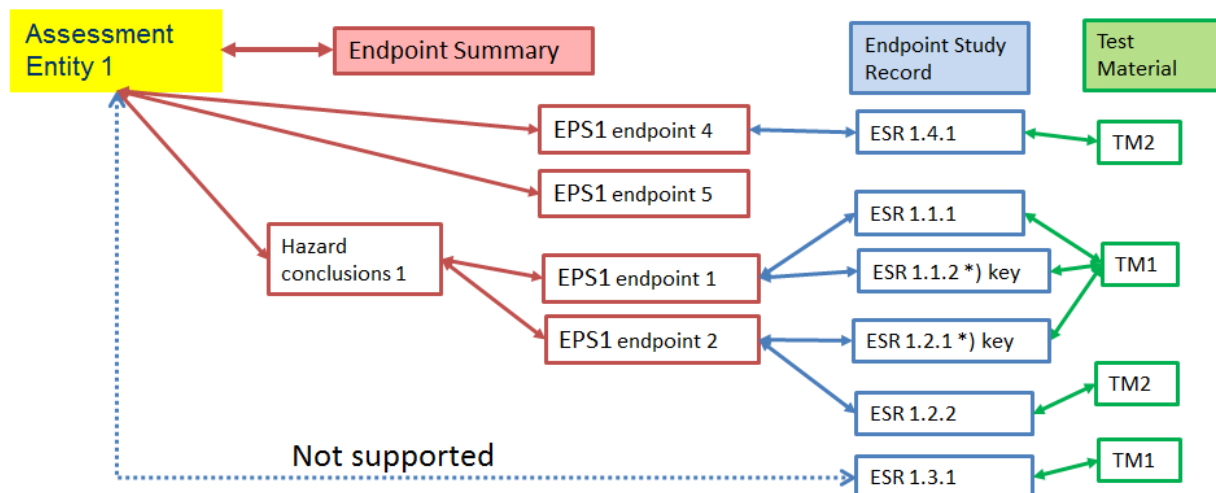 Assessment
Entity 1
Endpoint Summary
Endpoint Study
Record
Test
Material
EPS1 endpoint 4
ESR 1.4.1
TM2
EPS1 endpoint 5
ESR 1.1.1
Hazard
conclusions 1
EPS1 endpoint 1
ESR 1.1.2 *) key
TM1
EPS1 endpoint 2
ESR 1.2.1 *) key
ESR 1.2.2
TM2
Not supported
ESR 1.3.1
TM1